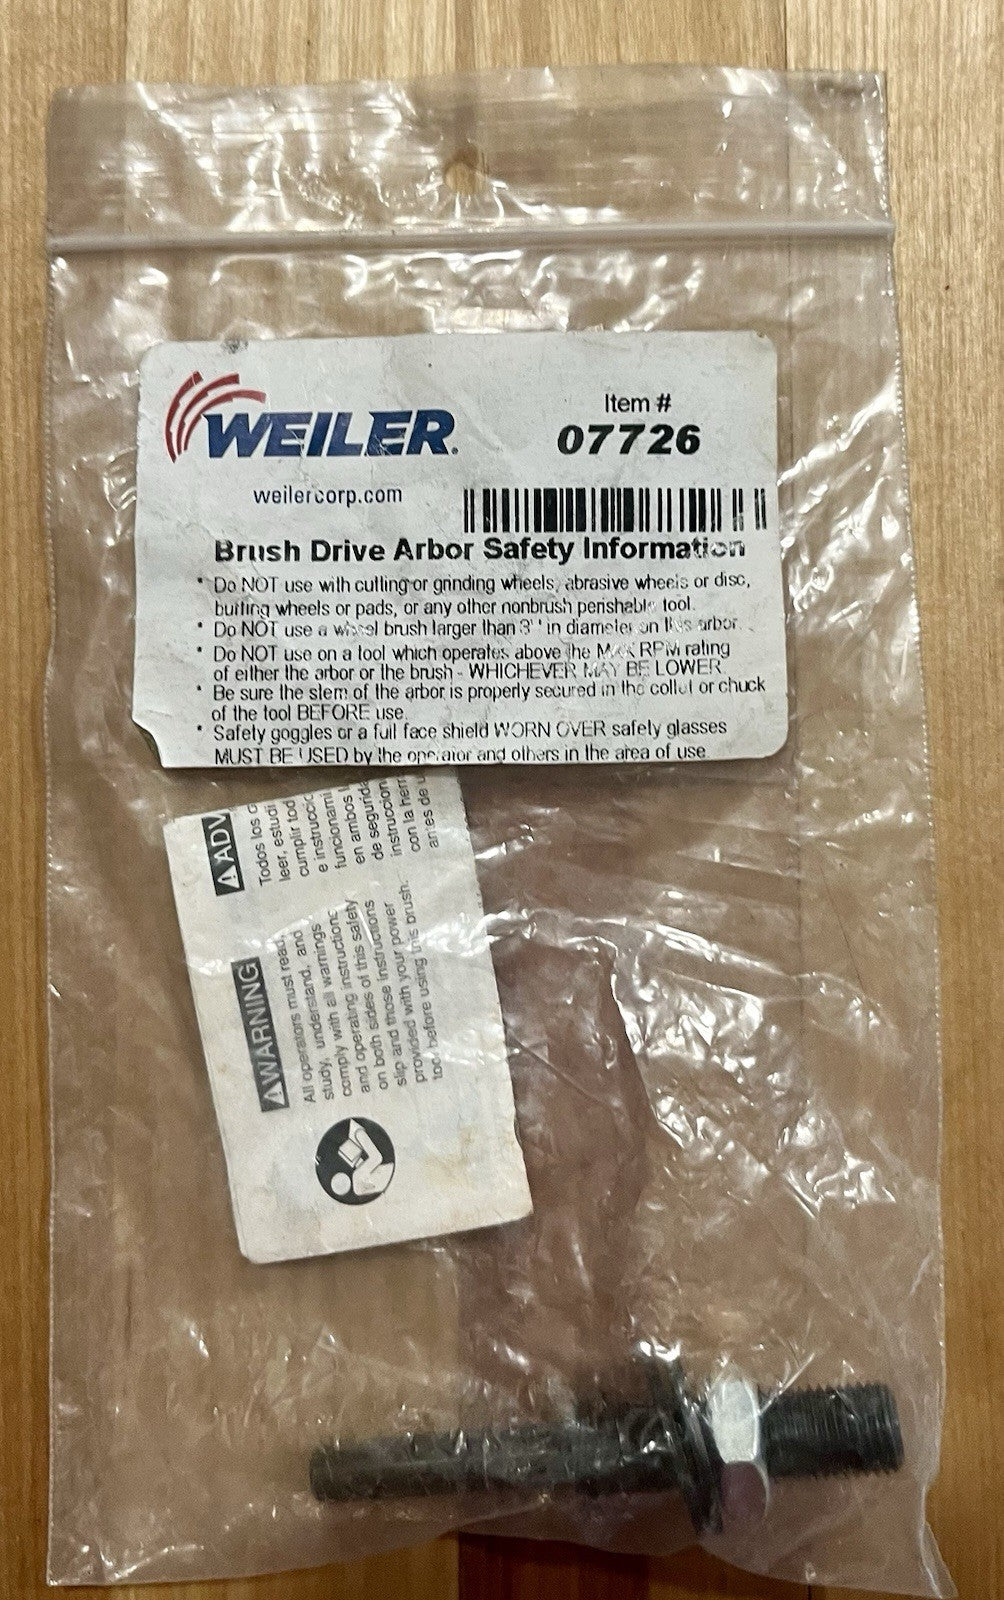 WEILER.
Item #
07726
weilercorp.com
Brush Drive Arbor Safety Information
* Do NOT use with cutting or grinding wheels, abrasive wheels or disc,
buffing wheels or pads, or any other nonbrush perishable tool.
* Do NOT use a wheel brush larger than 3" in diameter on this arbor.
* Do NOT use on a tool which operates above the MAX RPM rating
of either the arbor or the brush - WHICHEVER MAY BE LOWER.
* Be sure the stem of the arbor is properly secured in the collet or chuck
of the tool BEFORE use.
* Safety goggles or a full face shield WORN OVER safety glasses
MUST BE USED by the operator and others in the area of use.
WARNING
All operators must read,
study, understand, and
comply with all warnings
and operating instructions
on both sides of this safety
slip and those instructions
provided with your power
tool before using this brush.
ADV
Todos los
leer, estudi
cumplir tod
e instruccio
funcionami
en ambos
de segurida
instruccion
con la herr
antes de u